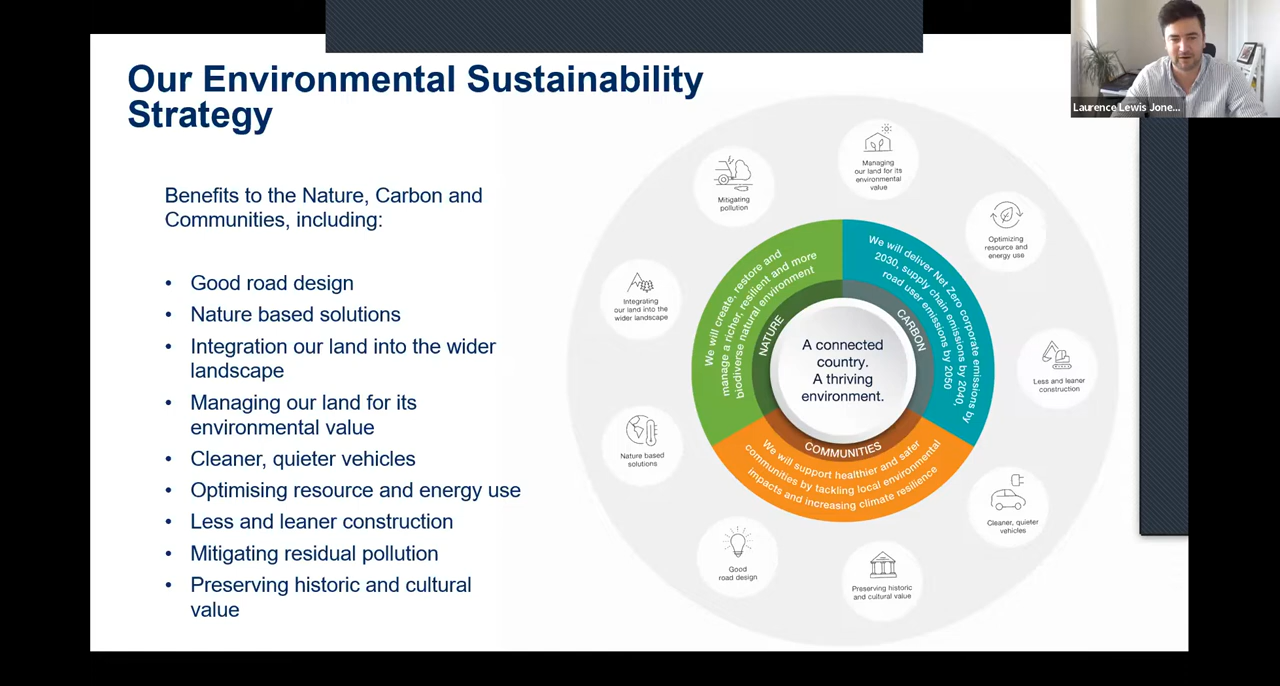 Our Environmental Sustainability
Strategy
Laurence Lewis Jone...
Benefits to the Nature, Carbon and
Communities, including:
• Good road design
• Nature based solutions
• Integration our land into the wider
landscape
• Managing our land for its
environmental value
• Cleaner, quieter vehicles
• Optimising resource and energy use
• Less and leaner construction
• Mitigating residual pollution
• Preserving historic and cultural
value
Managing
our land for its
environmental
value
Optimizing
resource and
energy use
Less and leaner
construction
Cleaner, quieter
vehicles
Preserving historic
and cultural value
Good
road design
Nature based
solutions
Integrating
our land into the
wider landscape
Mitigating
pollution
We will create, restore and
manage a richer, resilient and more
biodiverse natural environment
NATURE
We will deliver Net Zero corporate emissions by
2030, supply chain emissions by 2040,
road user emissions by 2050
CARBON
A connected
country.
A thriving
environment.
COMMUNITIES
We will support healthier and safer
communities by tackling local environmental
impacts and increasing climate resilience